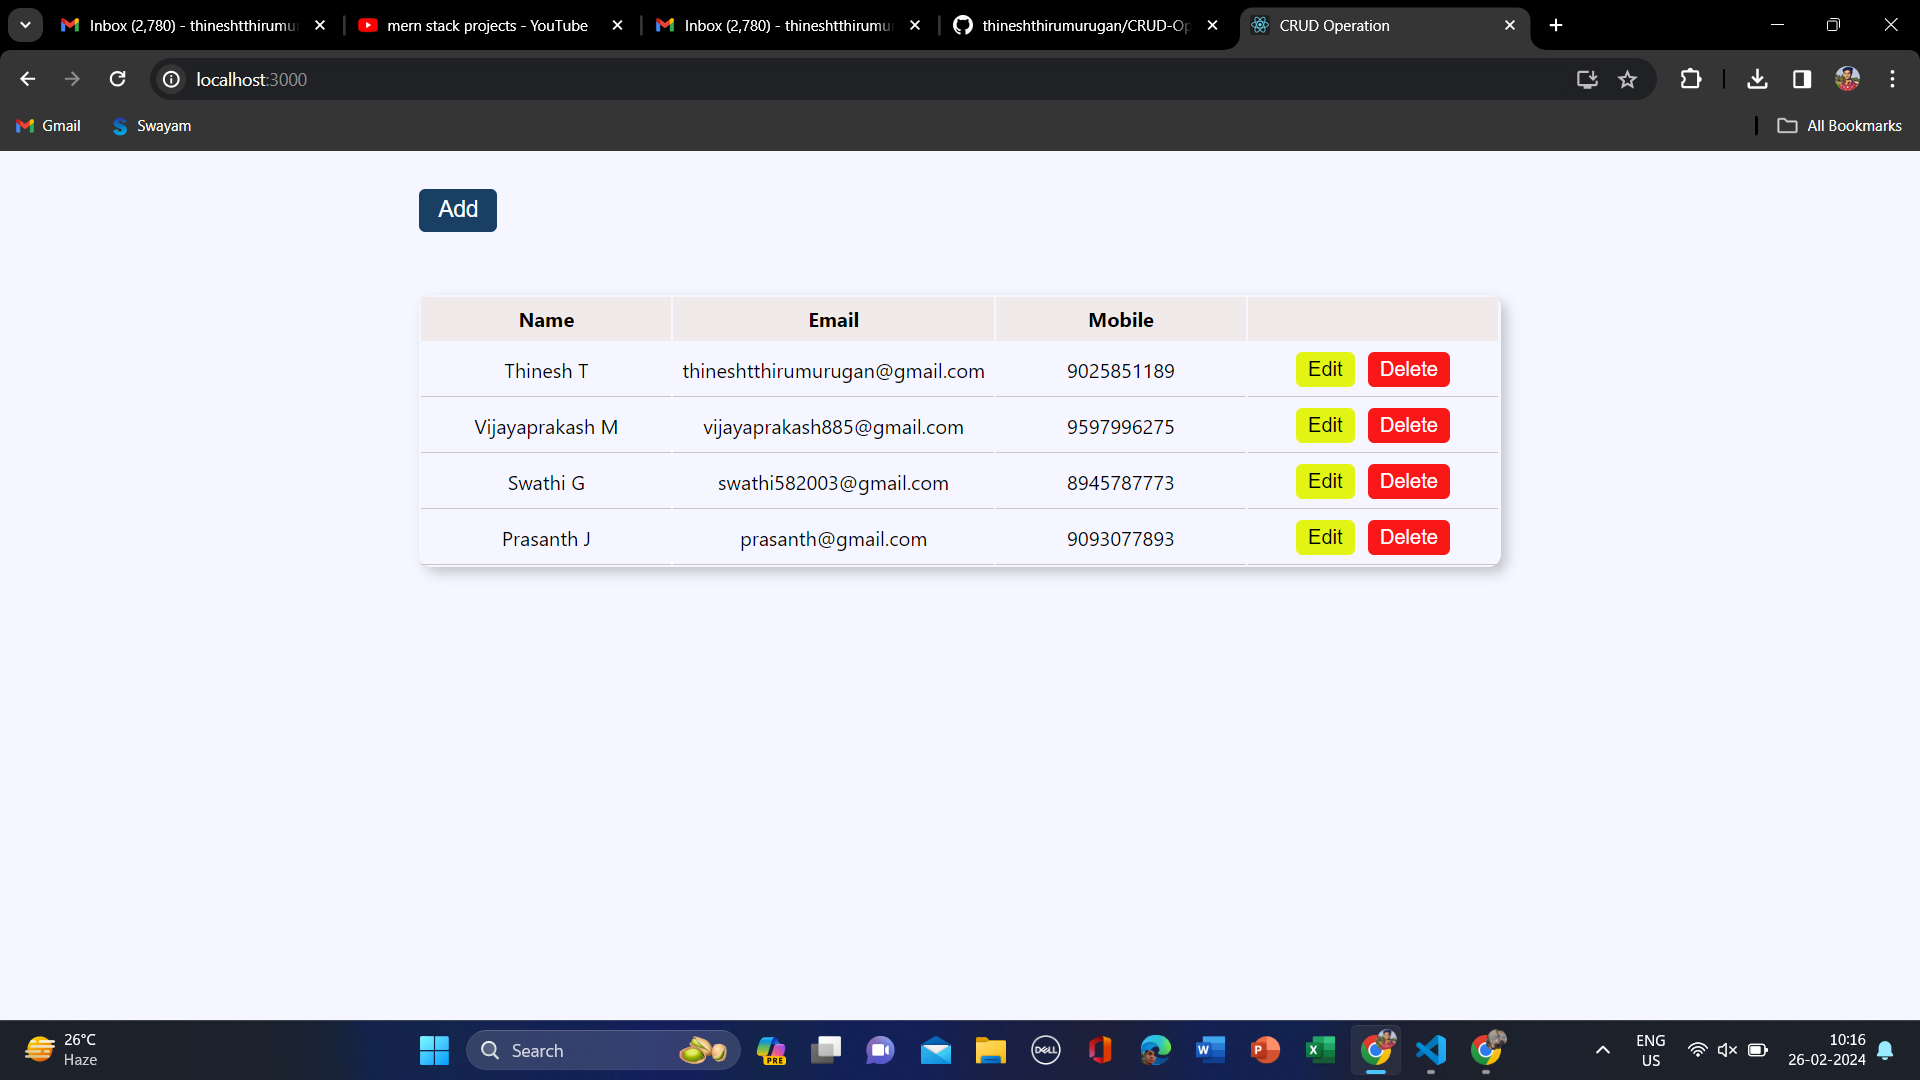 Inbox (2,780) - thineshtthirumu
mern stack projects - YouTube
Inbox (2,780) - thineshtthirumu
thineshthirumurugan/CRUD-Op
CRUD Operation
localhost:3000
Gmail
Swayam
All Bookmarks
Add
Name Email Mobile
Thinesh T thineshtthirumurugan@gmail.com 9025851189 Edit Delete
Vijayaprakash M vijayaprakash885@gmail.com 9597996275 Edit Delete
Swathi G swathi582003@gmail.com 8945787773 Edit Delete
Prasanth J prasanth@gmail.com 9093077893 Edit Delete
26°C
Haze
Search
PRE
DELL
W
P
X
ENG
US
10:16
26-02-2024